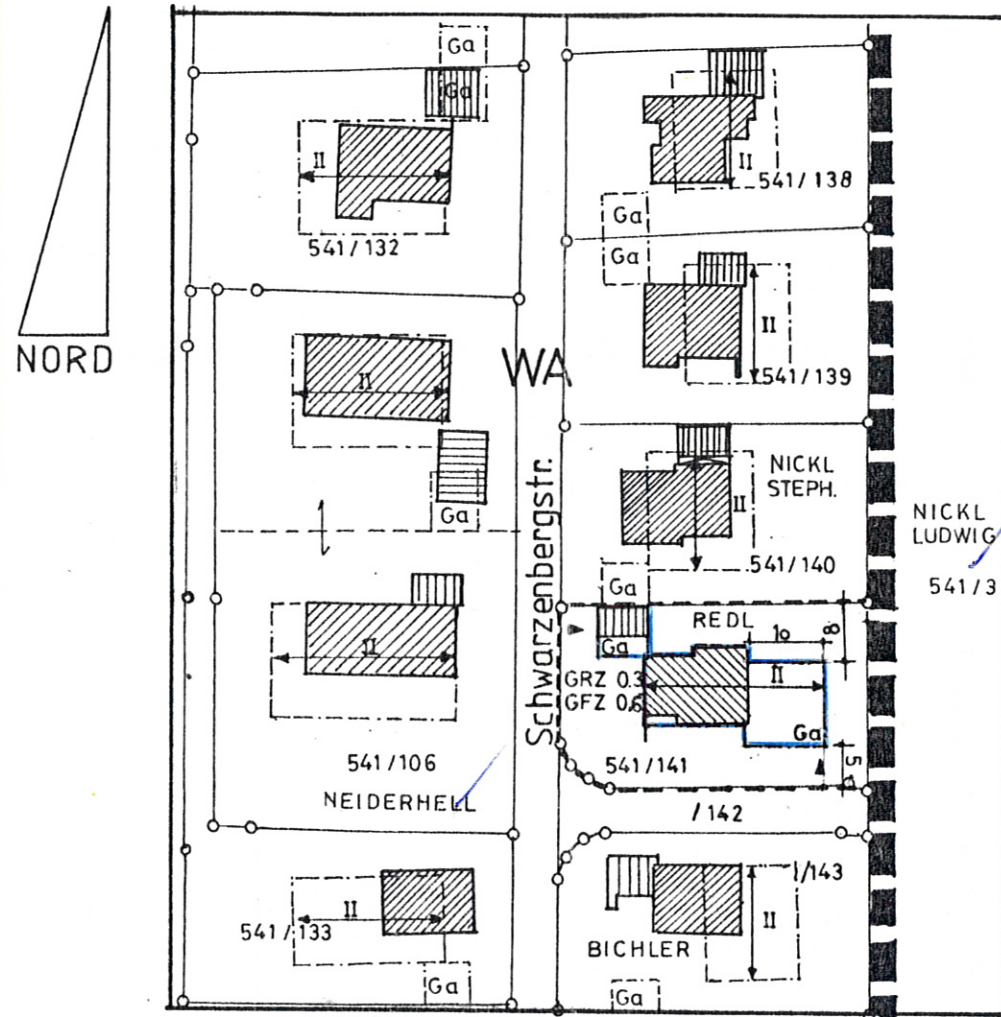 NORD
Ga
Ga
II
541/132
II
541/138
Ga
Ga
II
541/139
WA
II
Schwarzenbergstr.
Ga
II
NICKL
STEPH.
541/140
NICKL
LUDWIG
541/3
Ga
REDL
10
8
Ga
GRZ 0.3
GFZ 0.6
II
Ga
5
541/141
II
541/106
NEIDERHELL
/142
1/143
II
541/133
Ga
BICHLER
II
Ga